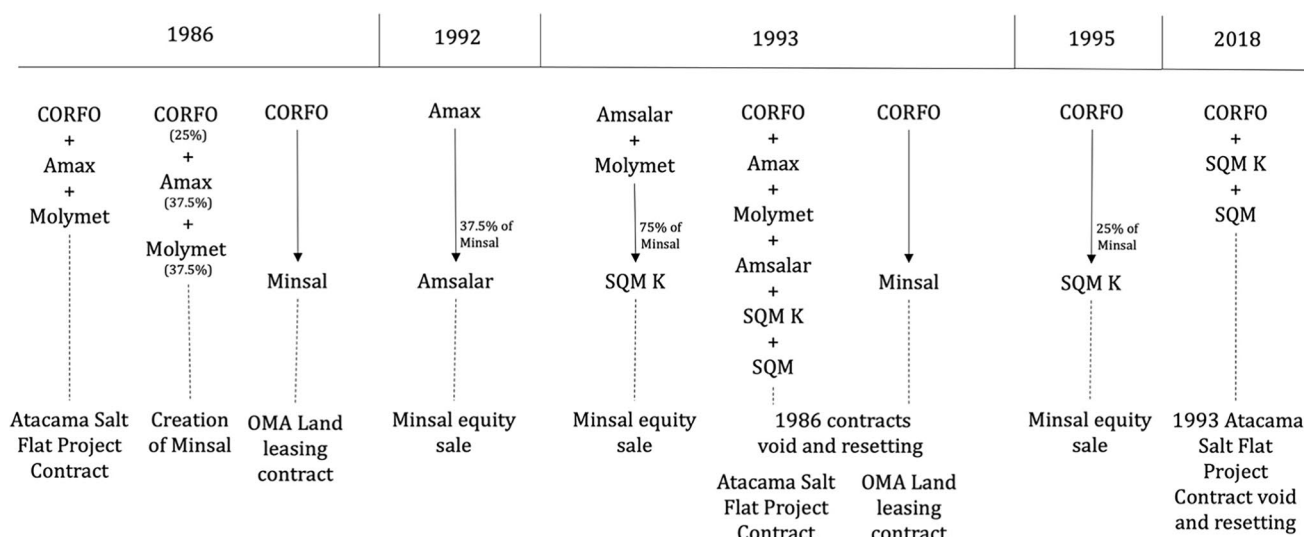 1986
1992
1993
1995
2018
CORFO
+
Amax
+
Molymet
Atacama Salt
Flat Project
Contract
CORFO
(25%)
+
Amax
(37.5%)
+
Molymet
(37.5%)
Creation
of Minsal
CORFO
Minsal
OMA Land
leasing
contract
Amax
37.5% of
Minsal
Amsalar
Minsal equity
sale
Amsalar
+
Molymet
75% of
Minsal
SQM K
Minsal equity
sale
CORFO
+
Amax
+
Molymet
+
Amsalar
+
SQM K
+
SQM
CORFO
Minsal
1986 contracts
void and resetting
Atacama Salt
Flat Project
Contract
OMA Land
leasing
contract
CORFO
25% of
Minsal
SQM K
Minsal equity
sale
CORFO
+
SQM K
+
SQM
1993 Atacama
Salt Flat
Project
Contract void
and resetting